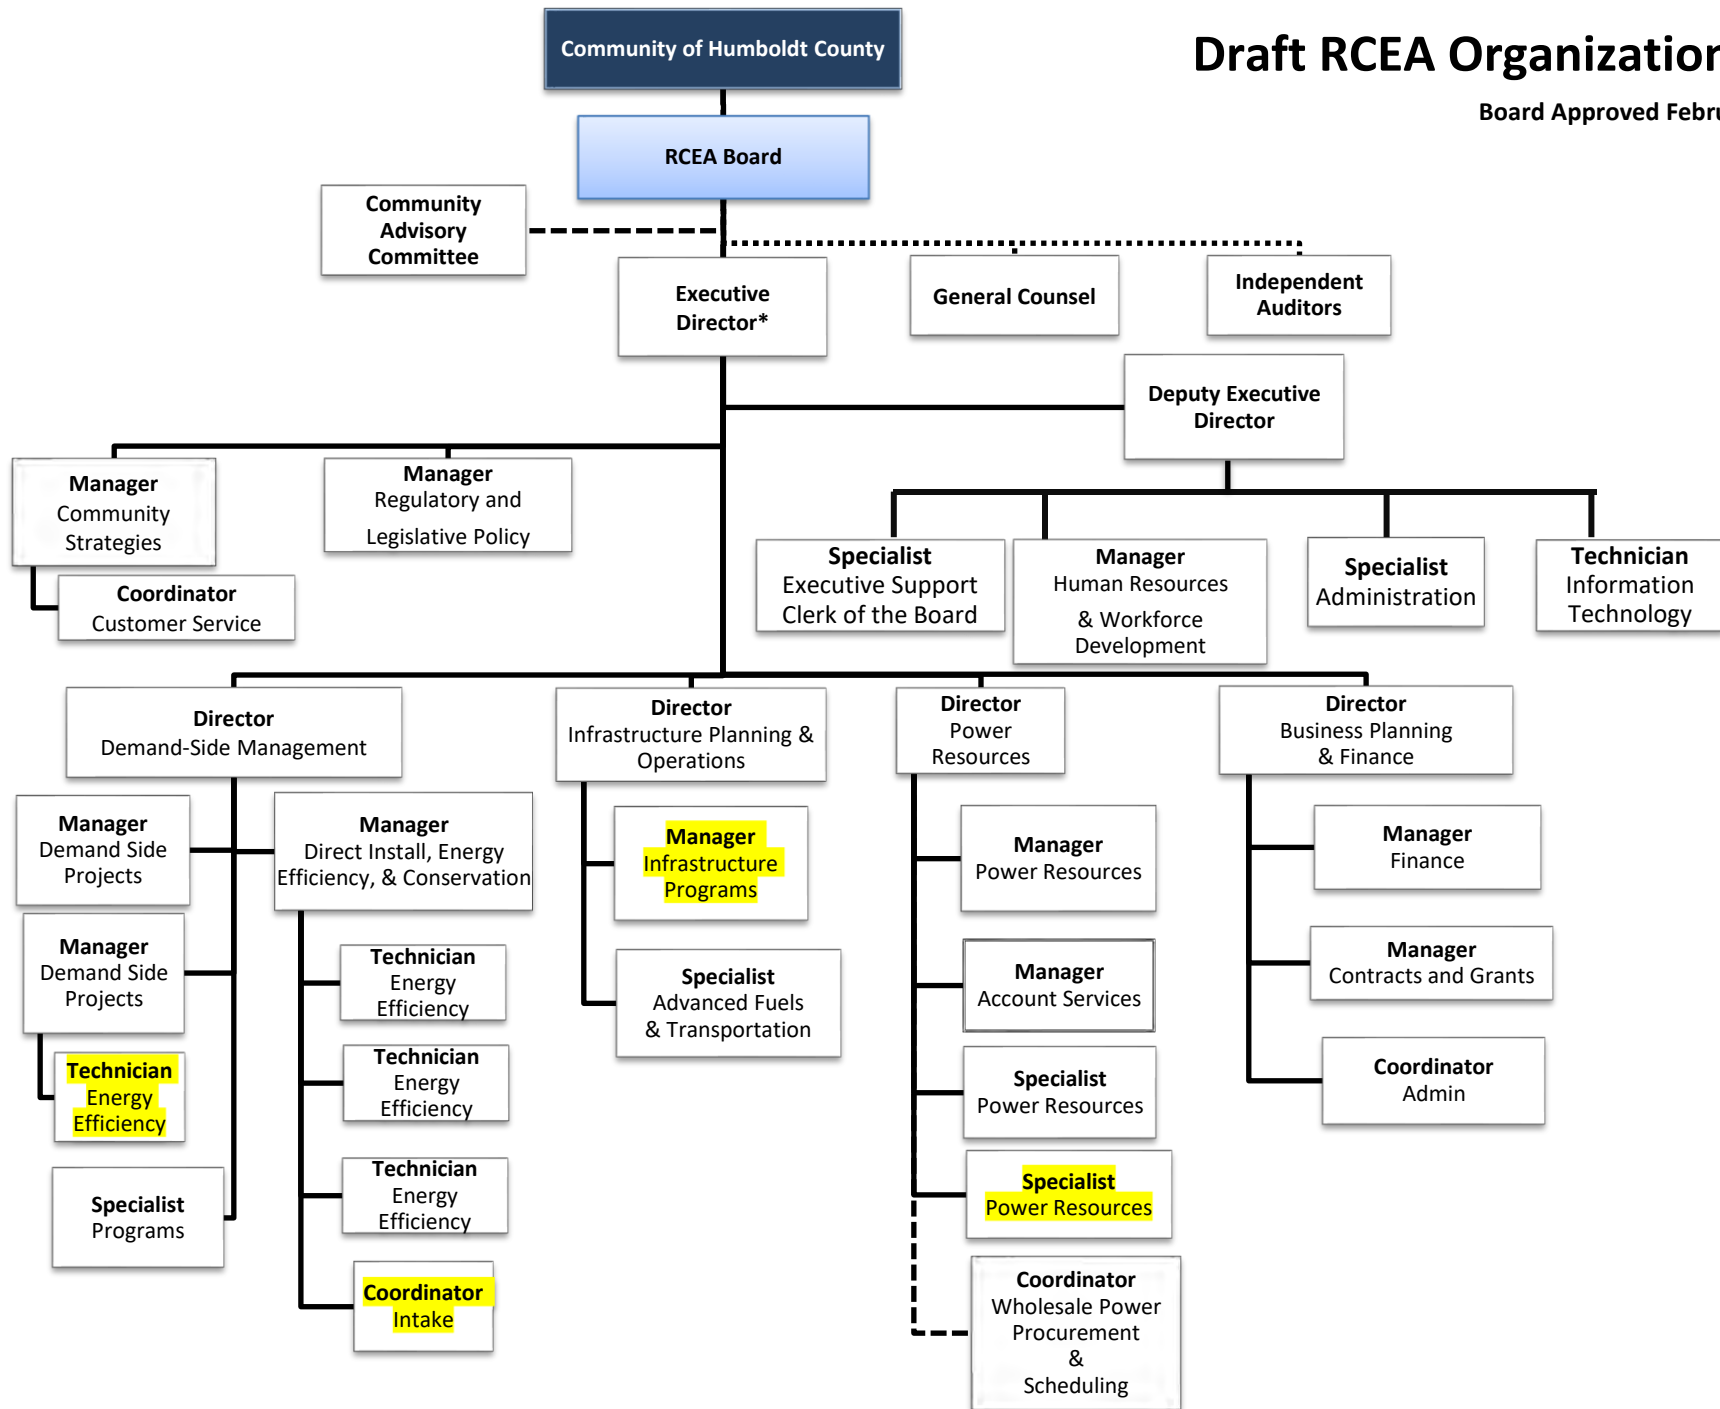 Community of Humboldt County
Draft RCEA Organization
Board Approved Febru
RCEA Board
Community
Advisory
Committee
Executive
Director*
General Counsel
Independent
Auditors
Deputy Executive
Director
Manager
Community
Strategies
Manager
Regulatory and
Legislative Policy
Coordinator
Customer Service
Specialist
Executive Support
Clerk of the Board
Manager
Human Resources
& Workforce
Development
Specialist
Administration
Technician
Information
Technology
Director
Demand-Side Management
Director
Infrastructure Planning &
Operations
Director
Power
Resources
Director
Business Planning
& Finance
Manager
Demand Side
Projects
Manager
Direct Install, Energy
Efficiency, & Conservation
Manager
Demand Side
Projects
Technician
Energy
Efficiency
Specialist
Programs
Technician
Energy
Efficiency
Technician
Energy
Efficiency
Technician
Energy
Efficiency
Coordinator
Intake
Manager
Infrastructure
Programs
Specialist
Advanced Fuels
& Transportation
Manager
Power Resources
Manager
Account Services
Specialist
Power Resources
Specialist
Power Resources
Coordinator
Wholesale Power
Procurement
&
Scheduling
Manager
Finance
Manager
Contracts and Grants
Coordinator
Admin